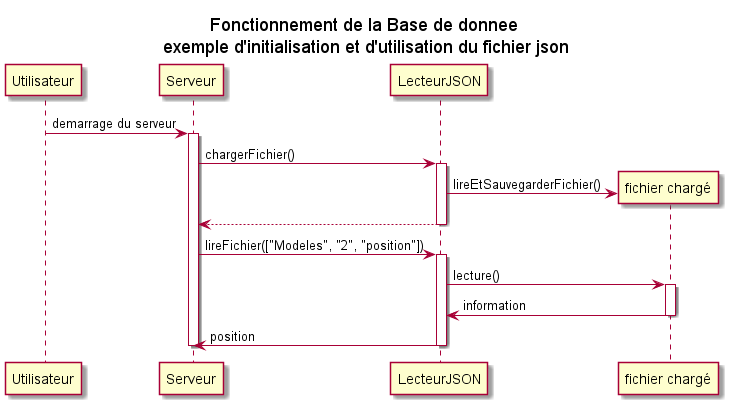 Fonctionnement de la Base de donnee
exemple d'initialisation et d'utilisation du fichier json
Utilisateur
Serveur
LecteurJSON
demarrage du serveur
chargerFichier()
lireEtSauvegarderFichier()
fichier chargé
lireFichier(["Modeles", "2", "position"])
lecture()
information
position
Utilisateur
Serveur
LecteurJSON
fichier chargé